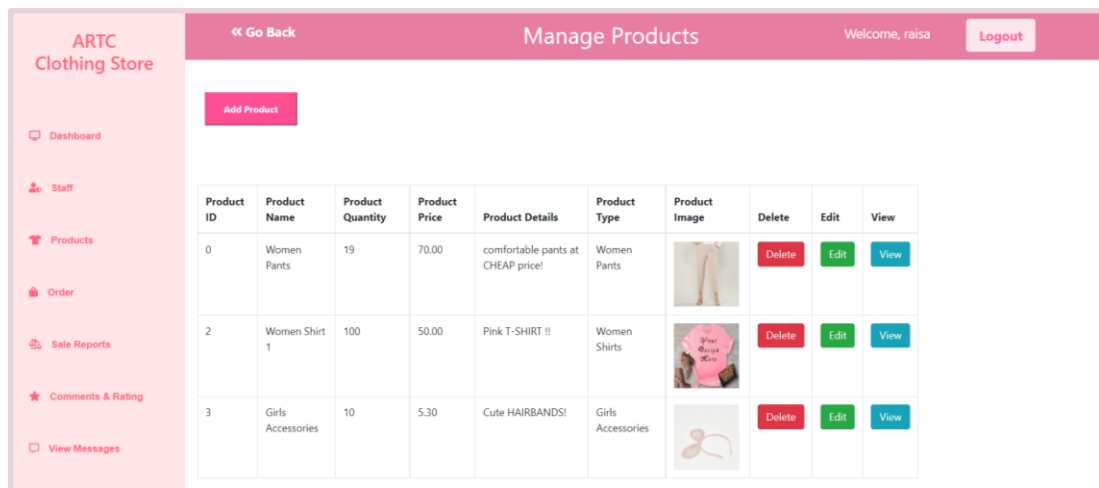 ARTC
Clothing Store
Go Back
Manage Products
Welcome, raisa
Logout
Dashboard
Staff
Products
Order
Sale Reports
Comments & Rating
View Messages
Add Product
Product ID Product Name Product Quantity Product Price Product Details Product Type Product Image Delete Edit View
0 Women Pants 19 70.00 comfortable pants at CHEAP price! Women Pants Delete Edit View
2 Women Shirt 1 100 50.00 Pink T-SHIRT !! Women Shirts Your Design Here Delete Edit View
3 Girls Accessories 10 5.30 Cute HAIRBANDS! Girls Accessories Delete Edit View